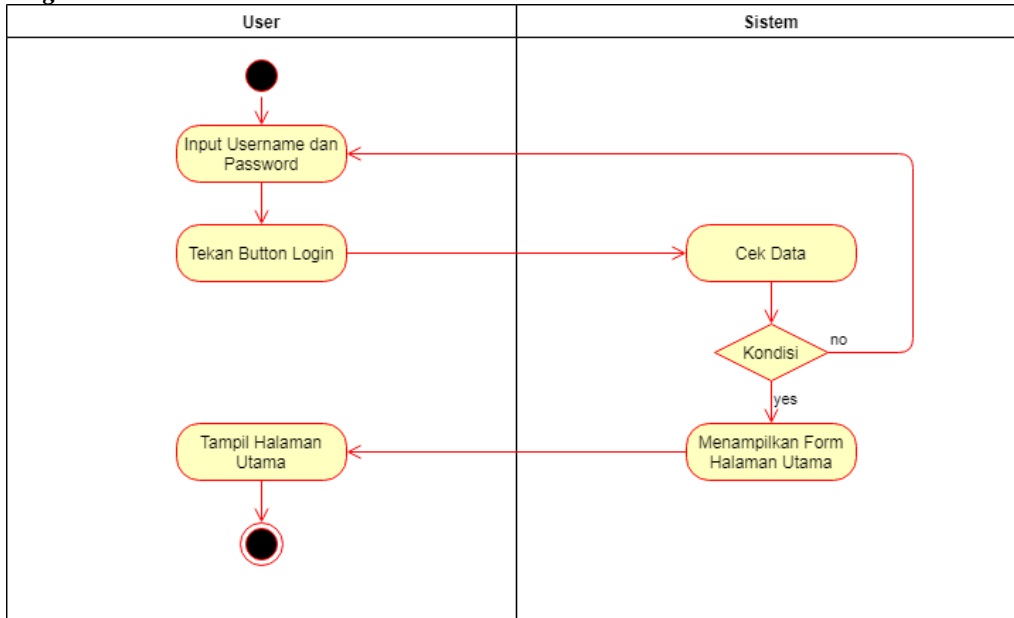 User
Sistem
Input Username dan
Password
Tekan Button Login
Cek Data
Kondisi
no
yes
Tampil Halaman
Utama
Menampilkan Form
Halaman Utama